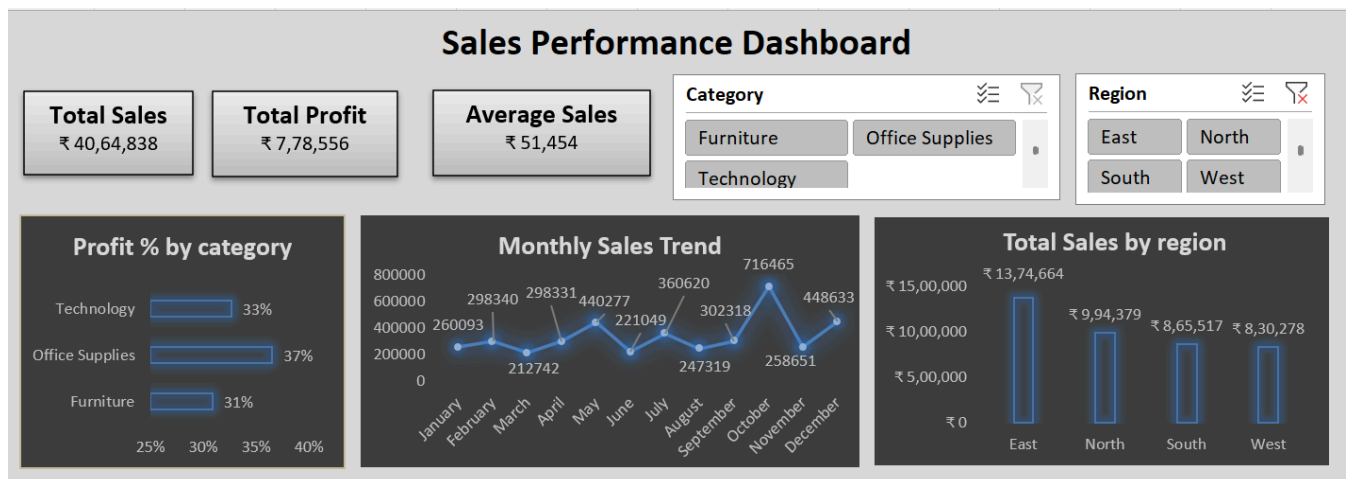 Sales Performance Dashboard
Total Sales
₹ 40,64,838
Total Profit
₹ 7,78,556
Average Sales
₹ 51,454
Category
Furniture
Office Supplies
Technology
Region
East
North
South
West
Profit % by category
Technology
33%
Office Supplies
37%
Furniture
31%
25%
30%
35%
40%
Monthly Sales Trend
800000
600000
400000
200000
0
260093
298340
212742
298331
440277
221049
360620
247319
302318
716465
258651
448633
January
February
March
April
May
June
July
August
September
October
November
December
Total Sales by region
₹ 15,00,000
₹ 10,00,000
₹ 5,00,000
₹ 0
₹ 13,74,664
₹ 9,94,379
₹ 8,65,517
₹ 8,30,278
East
North
South
West